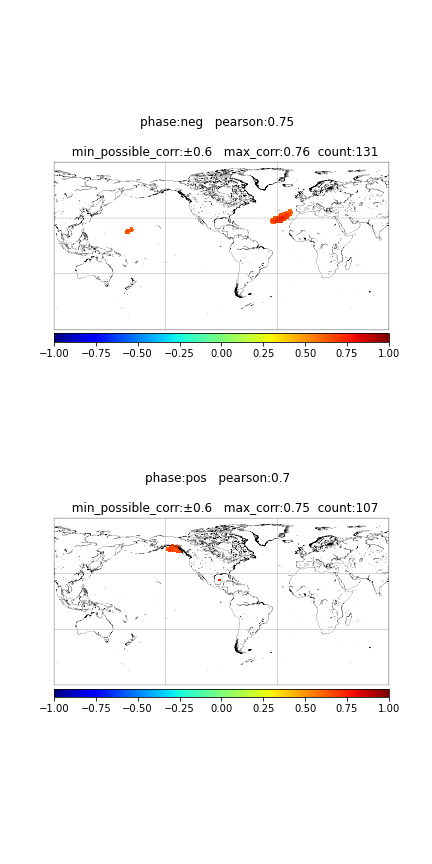 phase:neg   pearson:0.75
min_possible_corr:±0.6   max_corr:0.76  count:131
−1.00 −0.75 −0.50 −0.25 0.00 0.25 0.50 0.75 1.00
phase:pos   pearson:0.7
min_possible_corr:±0.6   max_corr:0.75  count:107
−1.00 −0.75 −0.50 −0.25 0.00 0.25 0.50 0.75 1.00